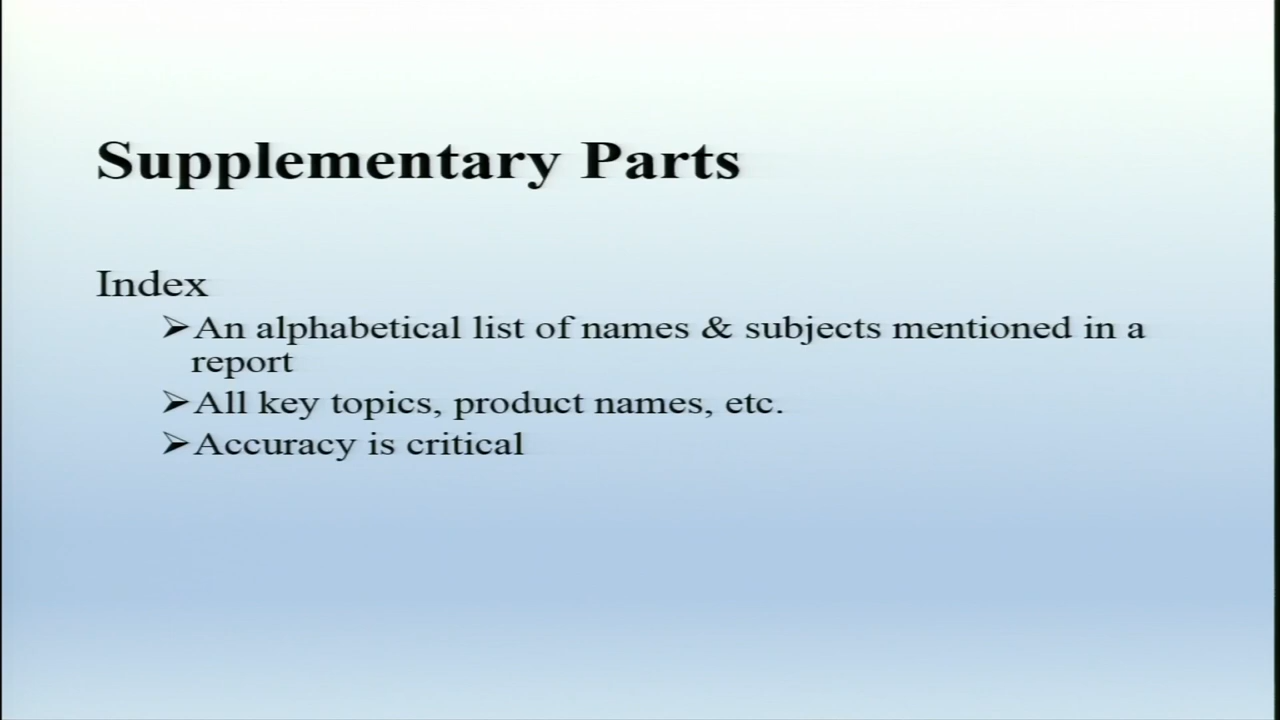 Supplementary Parts
Index
➢An alphabetical list of names & subjects mentioned in a
report
➢All key topics, product names, etc.
➢Accuracy is critical